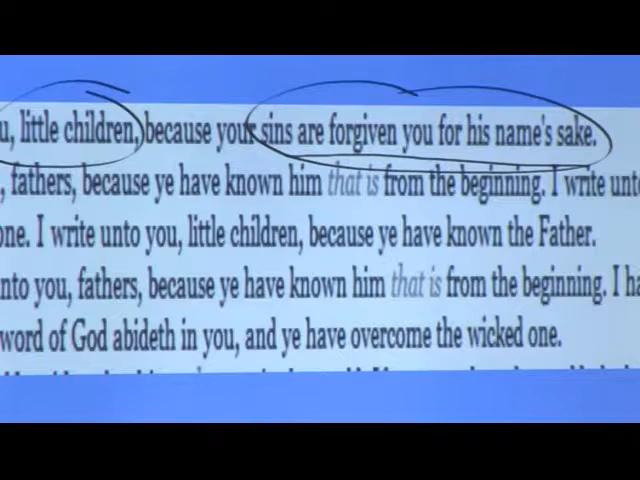 u, little children, because your sins are forgiven you for his name's sake.
, fathers, because ye have known him that is from the beginning. I write unto
one. I write unto you, little children, because ye have known the Father.
nto you, fathers, because ye have known him that is from the beginning. I ha
word of God abideth in you, and ye have overcome the wicked one.